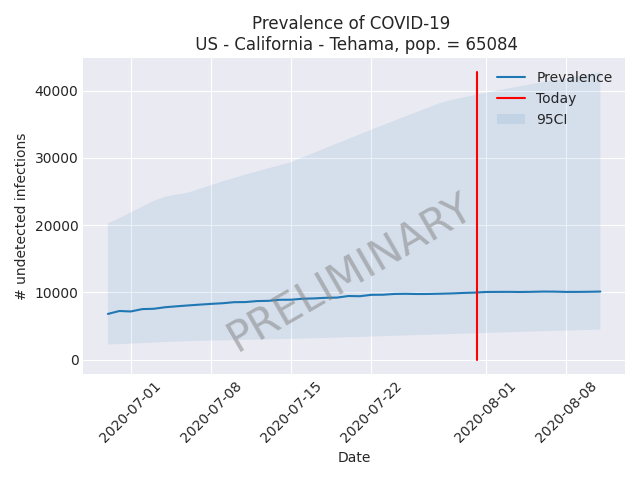 Prevalence of COVID-19
US - California - Tehama, pop. = 65084
Prevalence
Today
95CI
# undetected infections
40000
30000
20000
10000
0
PRELIMINARY
2020-07-01
2020-07-08
2020-07-15
2020-07-22
2020-08-01
2020-08-08
Date